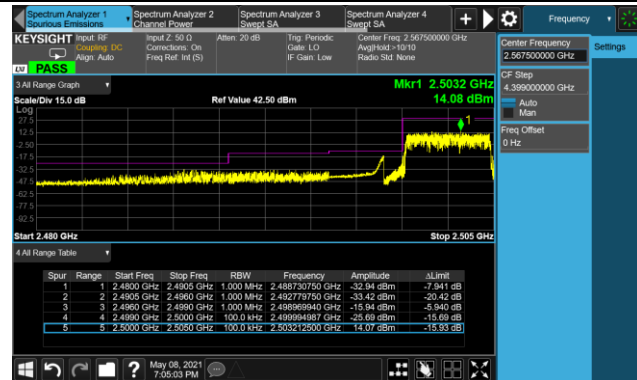 Spectrum Analyzer 1
Spurious Emissions
Spectrum Analyzer 2
Channel Power
Spectrum Analyzer 3
Swept SA
Spectrum Analyzer 4
Swept SA
+
Frequency
KEYSIGHT
Input: RF
Coupling: DC
Align: Auto
Input Z: 50 Ω
Corrections: On
Freq Ref: Int (S)
Atten: 20 dB
Trig: Periodic
Gate: LO
IF Gain: Low
Center Freq: 2.567500000 GHz
Avg|Hold:>10/10
Radio Std: None
LXI
PASS
Center Frequency
2.567500000 GHz
Settings
CF Step
4.399000000 GHz
Auto
Man
Freq Offset
0 Hz
3 All Range Graph
Mkr1 2.5032 GHz
Scale/Div 15.0 dB
Ref Value 42.50 dBm
14.08 dBm
Log
27.5
12.5
-2.50
-17.5
-32.5
-47.5
-62.5
-77.5
-92.5
1
Start 2.480 GHz
Stop 2.505 GHz
4 All Range Table
Spur Range Start Freq Stop Freq RBW Frequency Amplitude ΔLimit
1 1 2.4800 GHz 2.4905 GHz 1.000 MHz 2.488730750 GHz -32.94 dBm -7.941 dB
2 2 2.4905 GHz 2.4960 GHz 1.000 MHz 2.492779750 GHz -33.42 dBm -20.42 dB
3 3 2.4960 GHz 2.4990 GHz 1.000 MHz 2.498969940 GHz -15.94 dBm -5.940 dB
4 4 2.4990 GHz 2.5000 GHz 100.0 kHz 2.499994987 GHz -25.69 dBm -15.69 dB
5 5 2.5000 GHz 2.5050 GHz 100.0 kHz 2.503212500 GHz 14.07 dBm -15.93 dB
?
May 08, 2021
7:05:03 PM